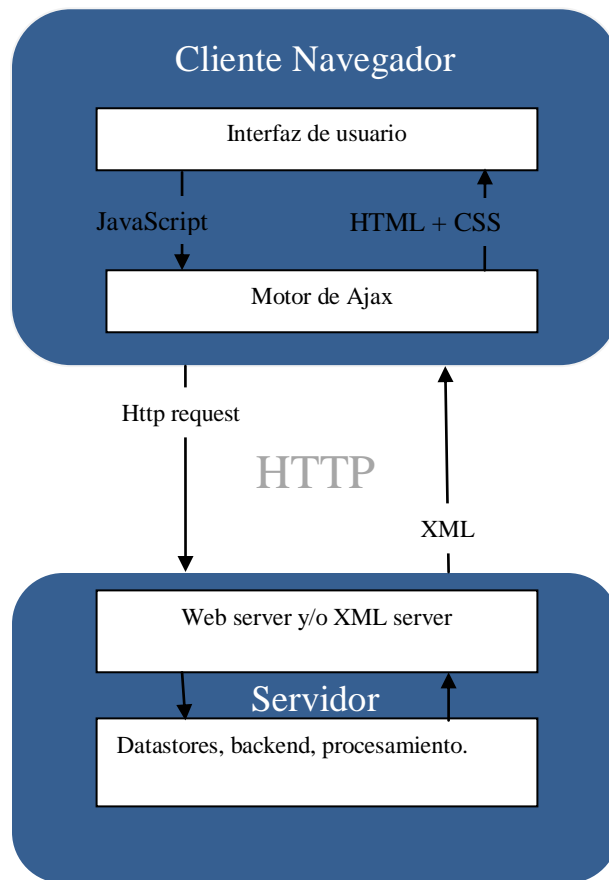 Cliente Navegador
Interfaz de usuario
JavaScript
HTML + CSS
Motor de Ajax
Http request
HTTP
XML
Web server y/o XML server
Servidor
Datastores, backend, procesamiento.